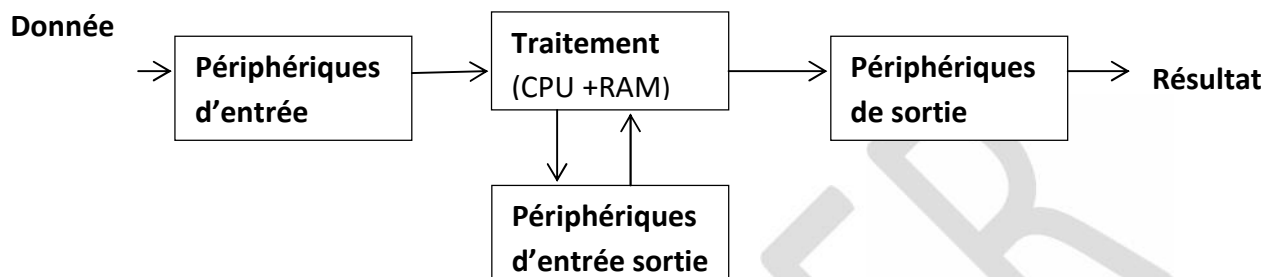 Donnée
Périphériques
d’entrée
Traitement
(CPU +RAM)
Périphériques
de sortie
Résultat
Périphériques
d’entrée sortie